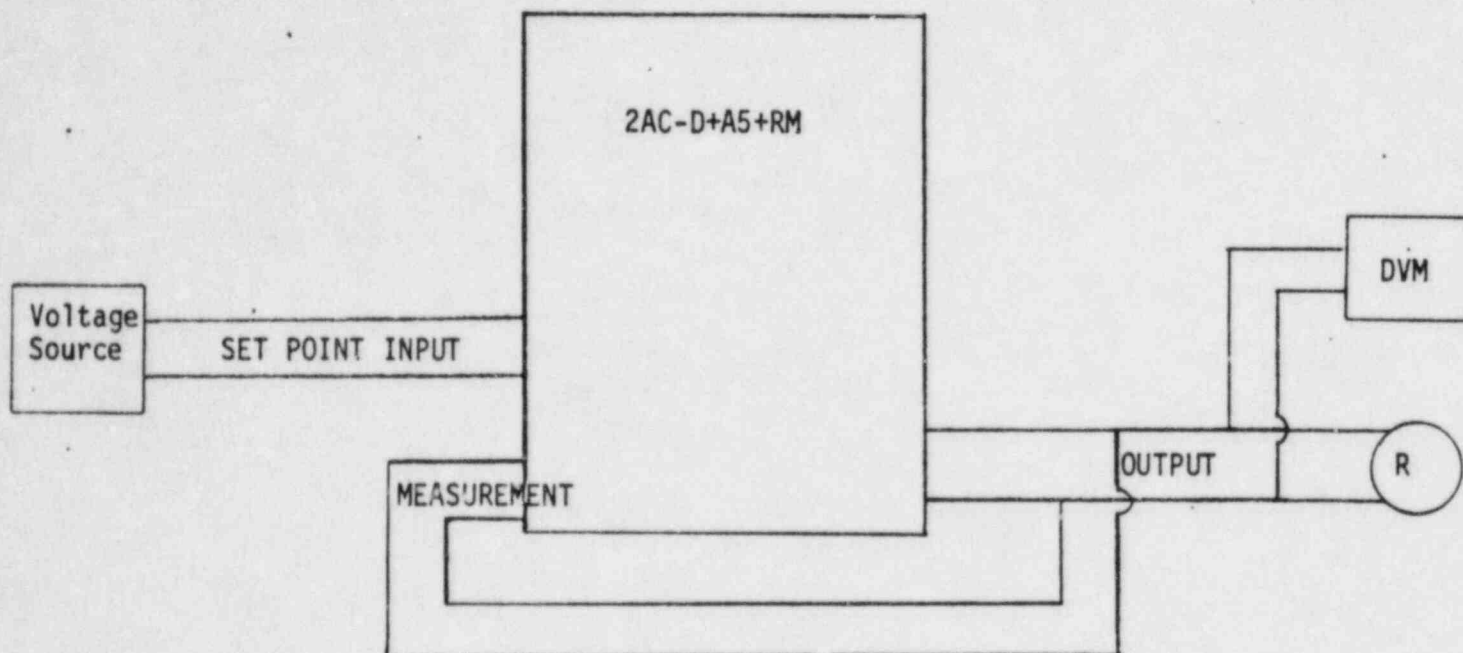 2AC-D+A5+RM
DVM
Voltage
Source
SET POINT INPUT
OUTPUT
R
MEASUREMENT